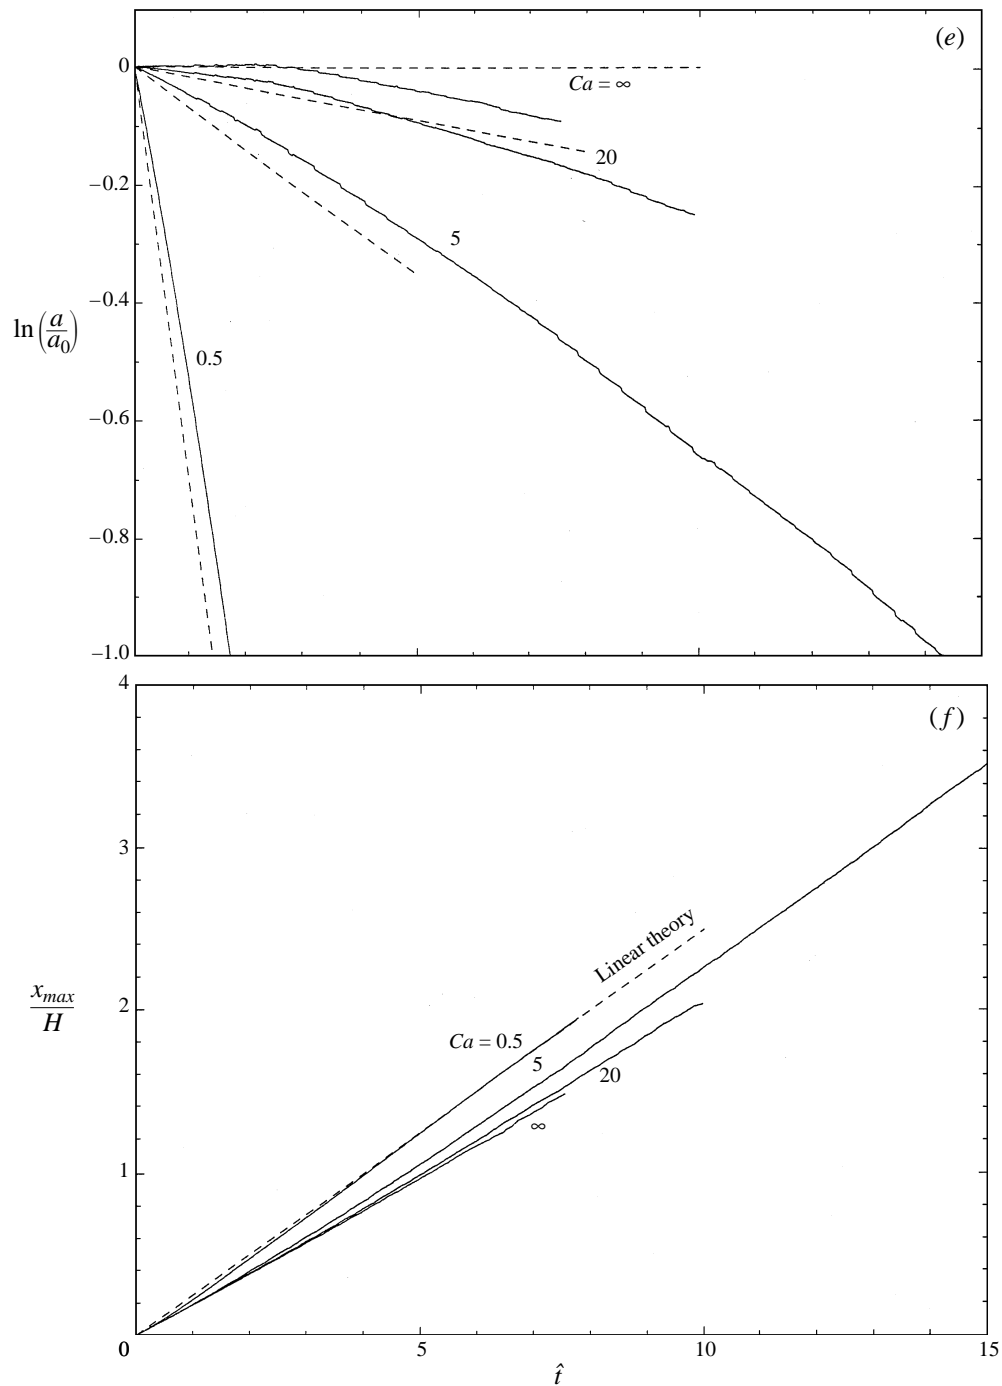 (e)
0
Ca = ∞
20
–0.2
5
–0.4
ln(a/a0)
0.5
–0.6
–0.8
–1.0
4
(f)
3
Linear theory
xmax/H
2
Ca = 0.5
5
20
∞
1
0 5 10 15
t̂